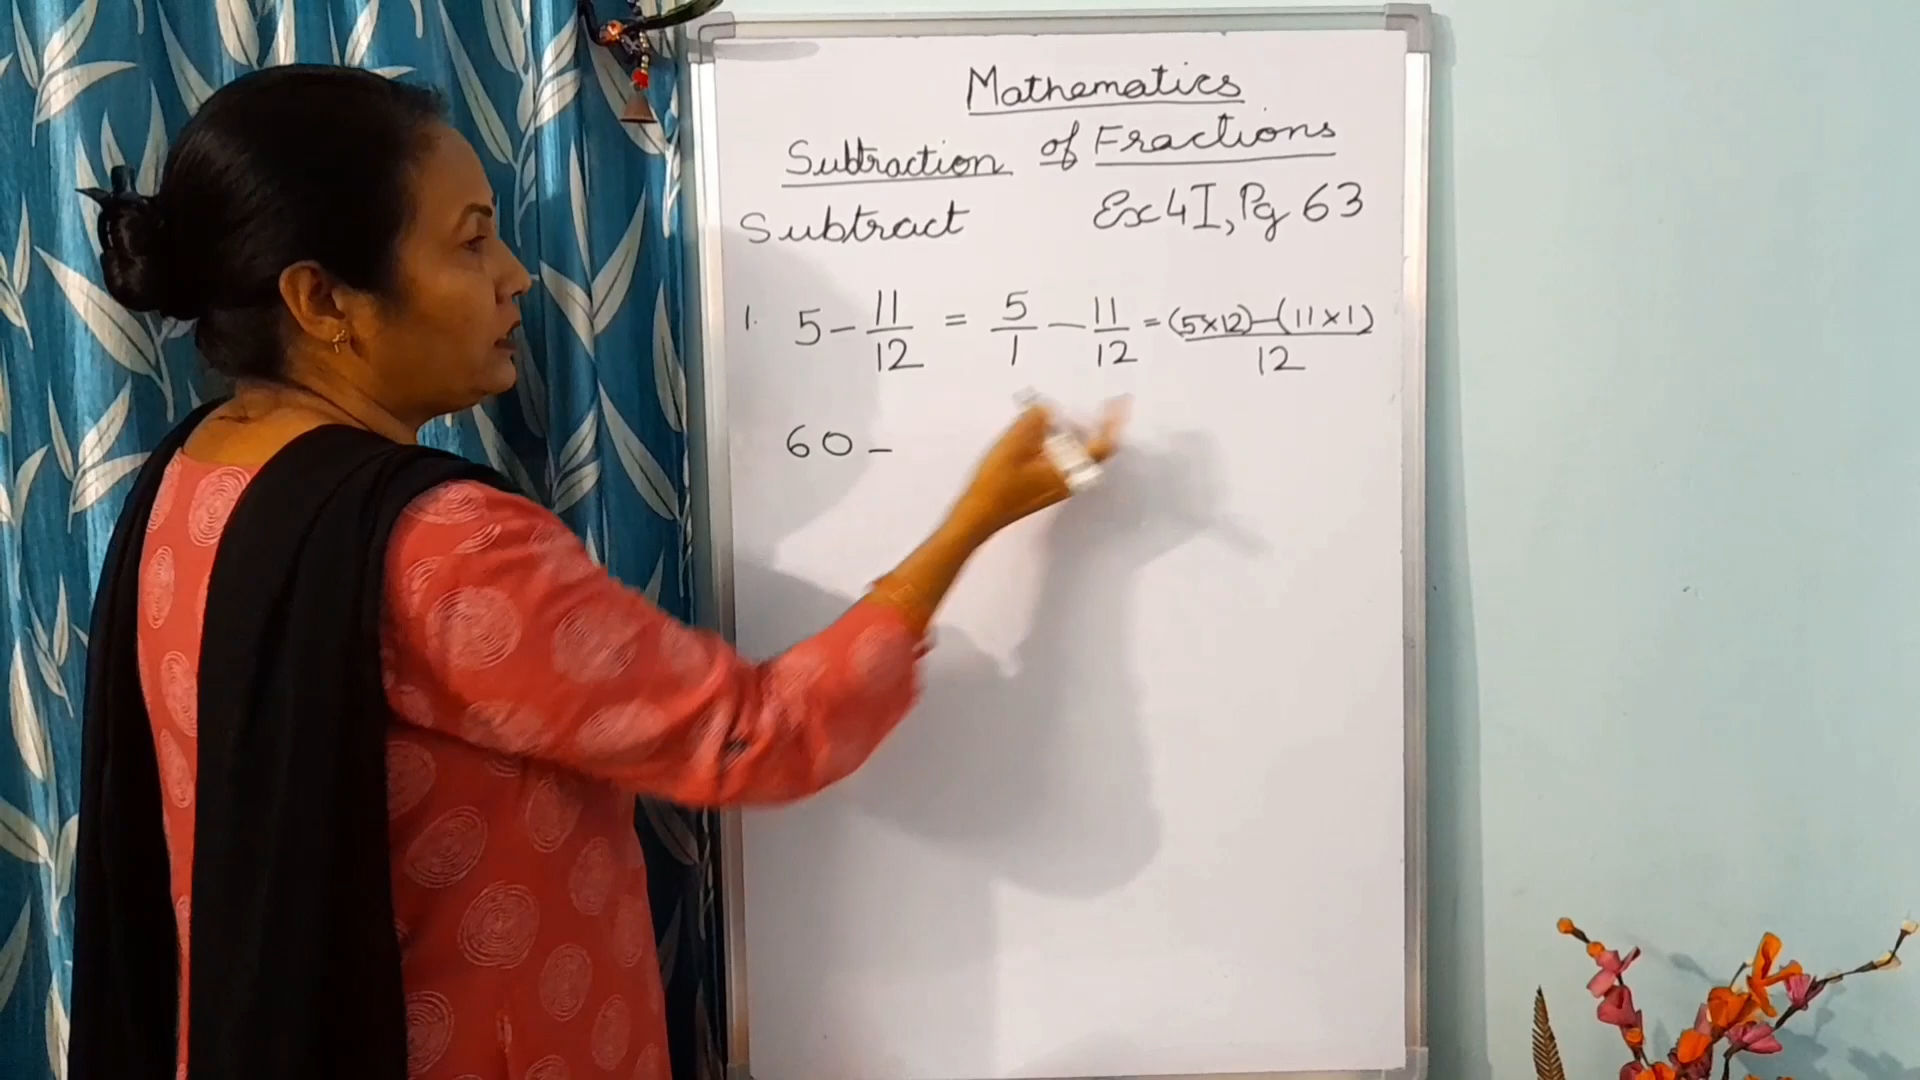 Mathematics
Subtraction of Fractions
Subtract Ex 4I, Pg 63
1. 5 - 11/12 = 5/1 - 11/12 = (5×12)-(11×1)/12
60 -